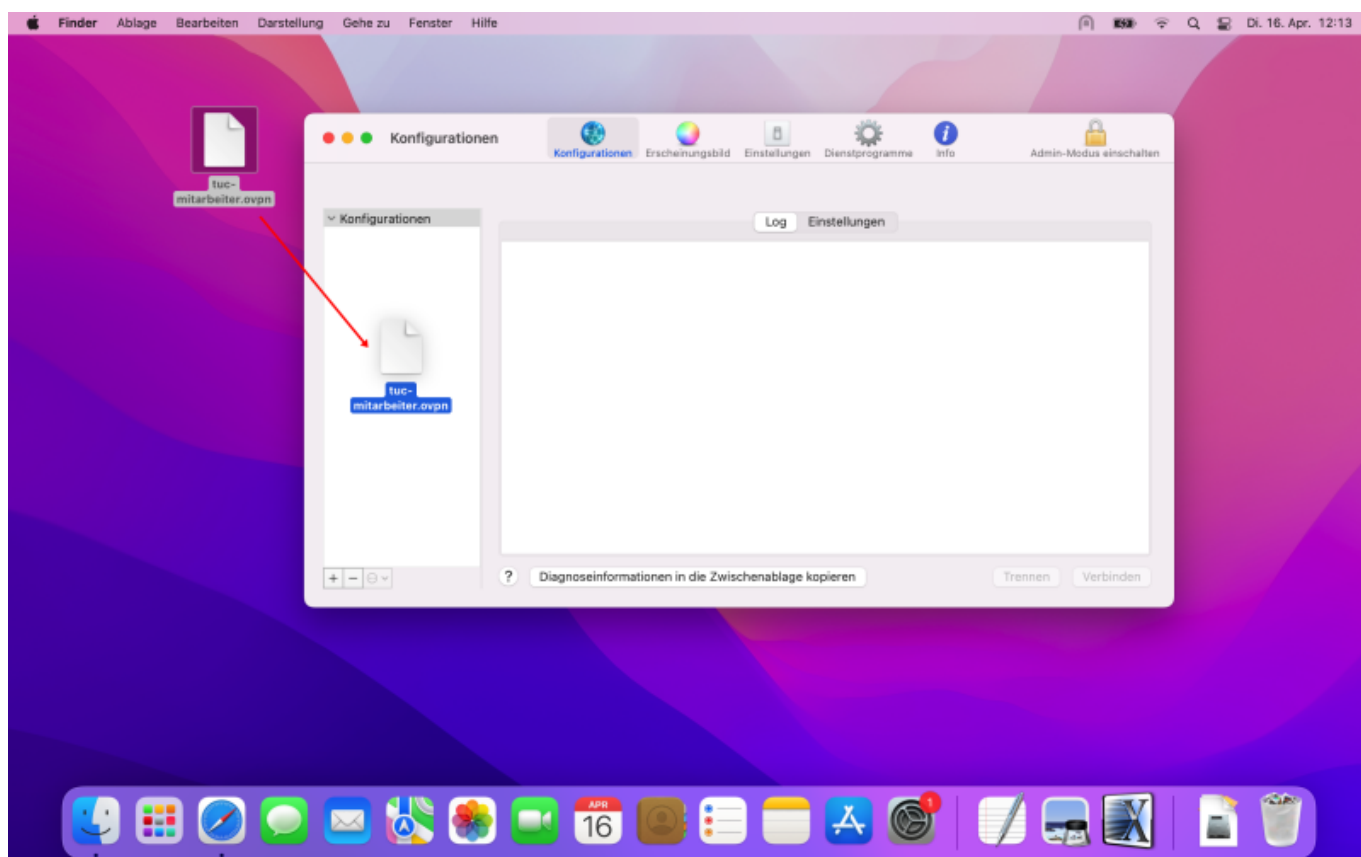 Finder Ablage Bearbeiten Darstellung Gehe zu Fenster Hilfe Di. 16. Apr. 12:13
tuc-
mitarbeiter.ovpn
Konfigurationen
Konfigurationen Erscheinungsbild Einstellungen Dienstprogramme Info Admin-Modus einschalten
Konfigurationen
Log Einstellungen
tuc-
mitarbeiter.ovpn
+ − ? Diagnoseinformationen in die Zwischenablage kopieren Trennen Verbinden
APR
16
1